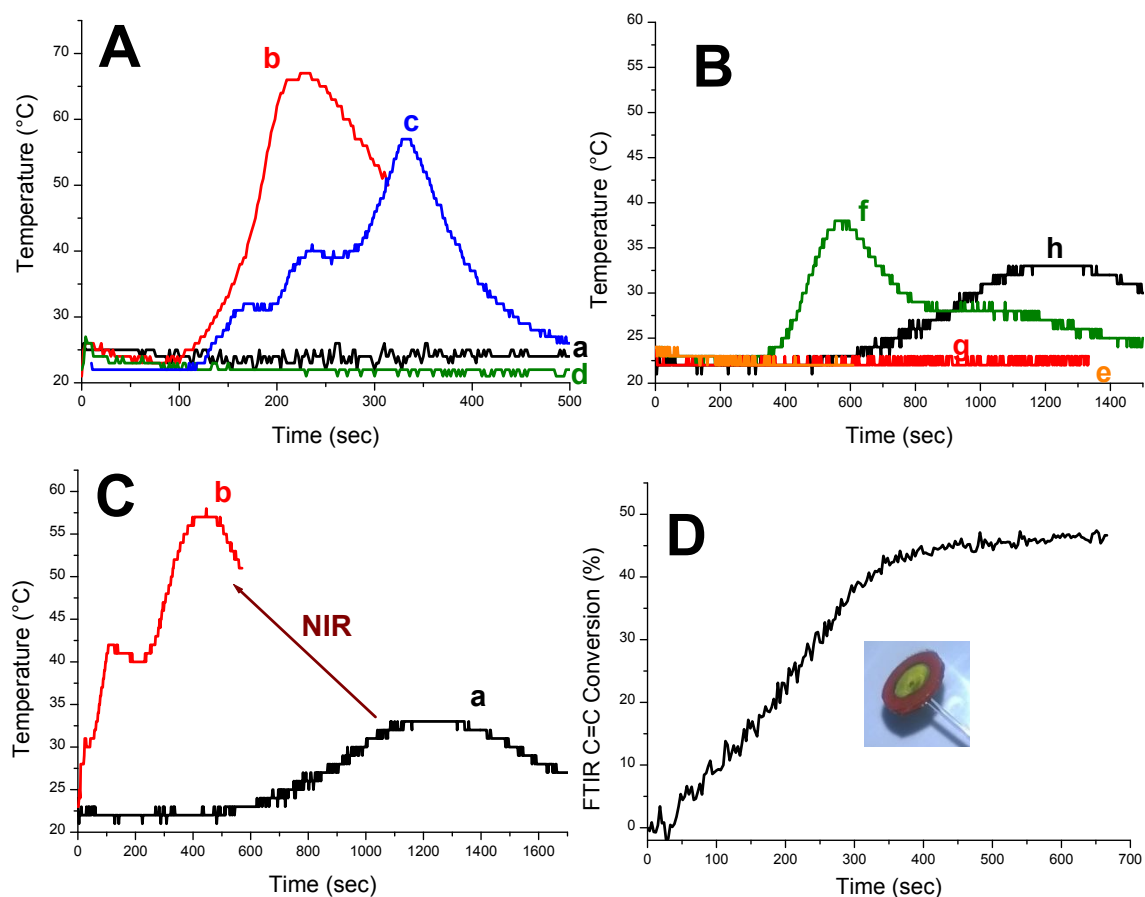 A
Temperature (°C)
70
60
50
40
30
20
b
c
a
d
0
100
200
300
400
500
Time (sec)
B
Temperature (°C)
60
55
50
45
40
35
30
25
20
f
h
g
e
0
200
400
600
800
1000
1200
1400
Time (sec)
C
Temperature (°C)
60
55
50
45
40
35
30
25
20
b
NIR
a
0
200
400
600
800
1000
1200
1400
1600
Time (sec)
D
FTIR C=C Conversion (%)
50
40
30
20
10
0
0
100
200
300
400
500
600
700
Time (sec)